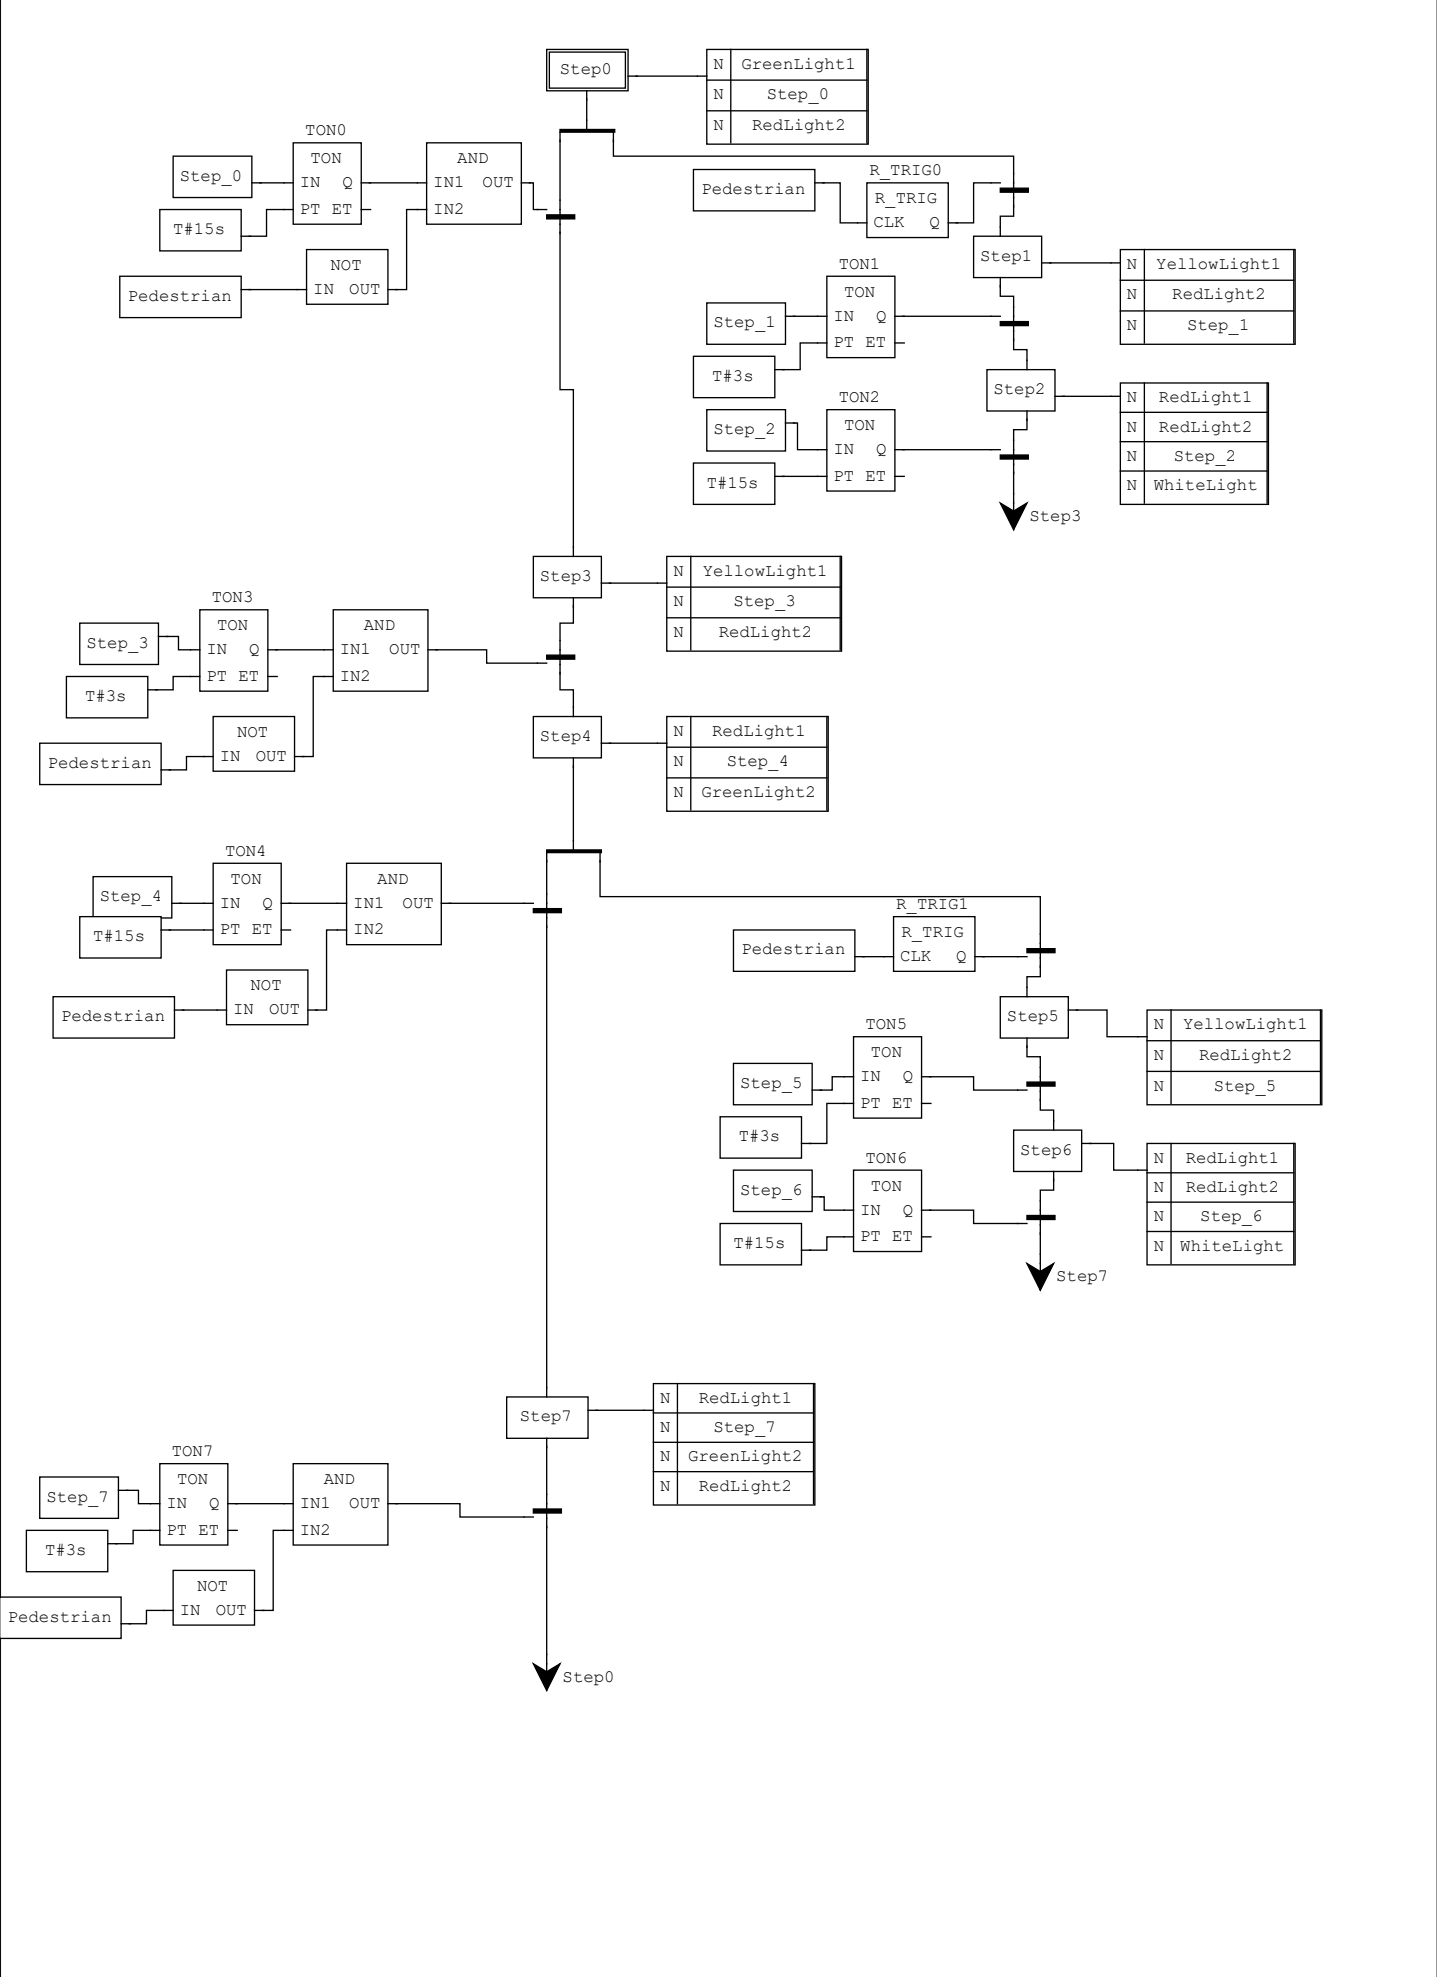 Step0
N GreenLight1
N Step_0
N RedLight2
TON0
TON
IN Q
PT ET
Step_0
T#15s
AND
IN1 OUT
IN2
NOT
IN OUT
Pedestrian
R_TRIG0
R_TRIG
CLK Q
Pedestrian
Step1
N YellowLight1
N RedLight2
N Step_1
TON1
TON
IN Q
PT ET
Step_1
T#3s
Step2
N RedLight1
N RedLight2
N Step_2
N WhiteLight
TON2
TON
IN Q
PT ET
Step_2
T#15s
Step3
Step3
N YellowLight1
N Step_3
N RedLight2
TON3
TON
IN Q
PT ET
Step_3
T#3s
AND
IN1 OUT
IN2
NOT
IN OUT
Pedestrian
Step4
N RedLight1
N Step_4
N GreenLight2
TON4
TON
IN Q
PT ET
Step_4
T#15s
AND
IN1 OUT
IN2
NOT
IN OUT
Pedestrian
R_TRIG1
R_TRIG
CLK Q
Pedestrian
Step5
N YellowLight1
N RedLight2
N Step_5
TON5
TON
IN Q
PT ET
Step_5
T#3s
Step6
N RedLight1
N RedLight2
N Step_6
N WhiteLight
TON6
TON
IN Q
PT ET
Step_6
T#15s
Step7
Step7
N RedLight1
N Step_7
N GreenLight2
N RedLight2
TON7
TON
IN Q
PT ET
Step_7
T#3s
AND
IN1 OUT
IN2
NOT
IN OUT
Pedestrian
Step0